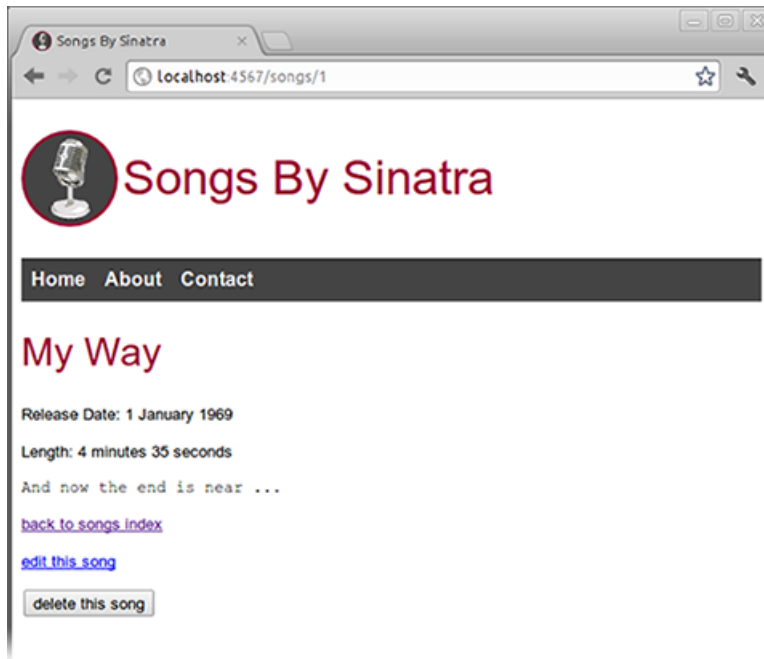 Songs By Sinatra
localhost:4567/songs/1
Songs By Sinatra
Home About Contact
My Way
Release Date: 1 January 1969
Length: 4 minutes 35 seconds
And now the end is near ...
back to songs index
edit this song
delete this song